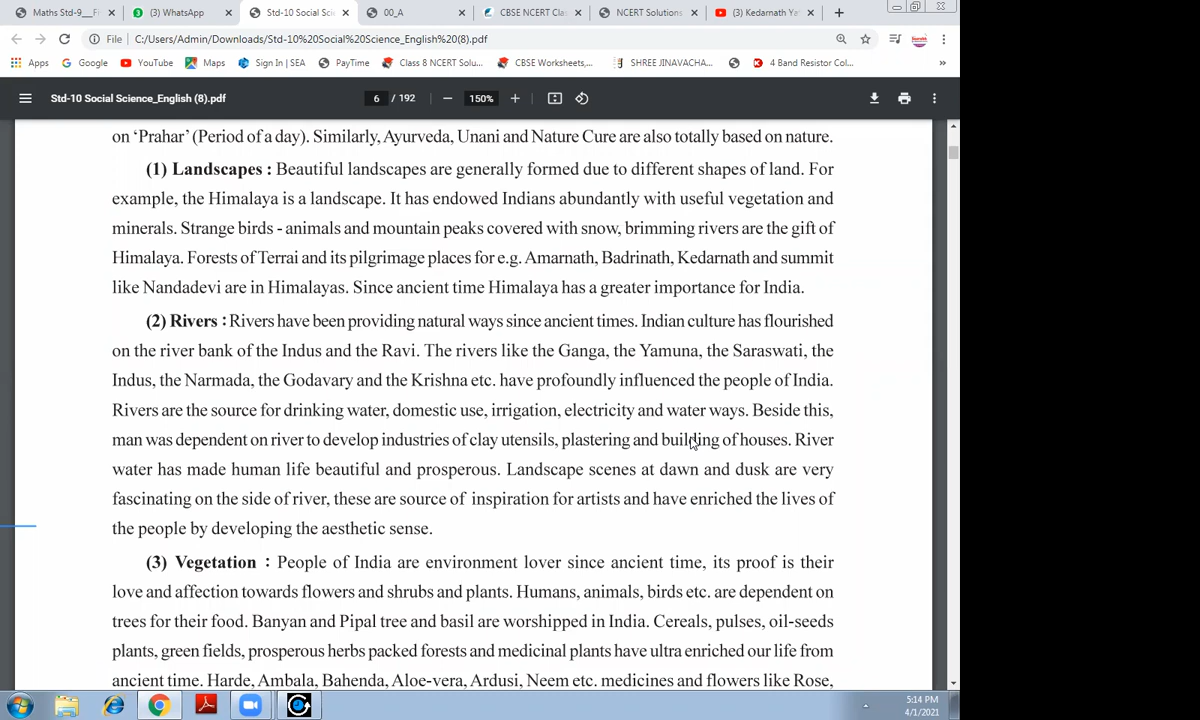 Maths Std-9__F
(3) WhatsApp
Std-10 Social Scie
00_A
CBSE NCERT Clas
NCERT Solutions
(3) Kedarnath Ya
File C:/Users/Admin/Downloads/Std-10%20Social%20Science_English%20(8).pdf
Apps Google YouTube Maps Sign In | SEA PayTime Class 8 NCERT Solu... CBSE Worksheets,... SHREE JINAVACHA... 4 Band Resistor Col... »
Std-10 Social Science_English (8).pdf 6 / 192 — 150% +
on ‘Prahar’ (Period of a day). Similarly, Ayurveda, Unani and Nature Cure are also totally based on nature.
(1) Landscapes : Beautiful landscapes are generally formed due to different shapes of land. For
example, the Himalaya is a landscape. It has endowed Indians abundantly with useful vegetation and
minerals. Strange birds - animals and mountain peaks covered with snow, brimming rivers are the gift of
Himalaya. Forests of Terrai and its pilgrimage places for e.g. Amarnath, Badrinath, Kedarnath and summit
like Nandadevi are in Himalayas. Since ancient time Himalaya has a greater importance for India.
(2) Rivers : Rivers have been providing natural ways since ancient times. Indian culture has flourished
on the river bank of the Indus and the Ravi. The rivers like the Ganga, the Yamuna, the Saraswati, the
Indus, the Narmada, the Godavary and the Krishna etc. have profoundly influenced the people of India.
Rivers are the source for drinking water, domestic use, irrigation, electricity and water ways. Beside this,
man was dependent on river to develop industries of clay utensils, plastering and building of houses. River
water has made human life beautiful and prosperous. Landscape scenes at dawn and dusk are very
fascinating on the side of river, these are source of inspiration for artists and have enriched the lives of
the people by developing the aesthetic sense.
(3) Vegetation : People of India are environment lover since ancient time, its proof is their
love and affection towards flowers and shrubs and plants. Humans, animals, birds etc. are dependent on
trees for their food. Banyan and Pipal tree and basil are worshipped in India. Cereals, pulses, oil-seeds
plants, green fields, prosperous herbs packed forests and medicinal plants have ultra enriched our life from
ancient time. Harde, Ambala, Bahenda, Aloe-vera, Ardusi, Neem etc. medicines and flowers like Rose,
5:14 PM
4/1/2021